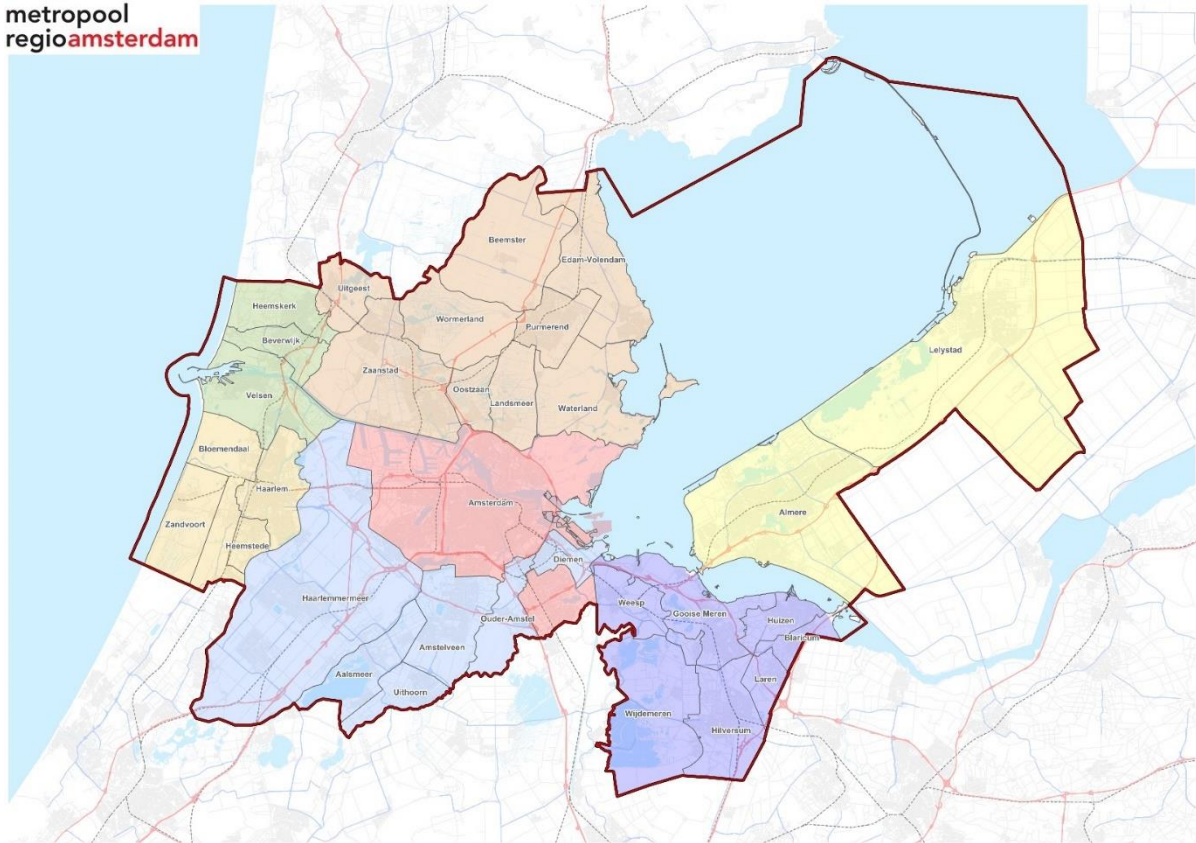 metropool
regioamsterdam
Beemster
Edam-Volendam
Uitgeest
Heemskerk
Wormerland
Purmerend
Beverwijk
Lelystad
Zaanstad
Oostzaan
Velsen
Landsmeer
Waterland
Bloemendaal
Haarlem
Amsterdam
Almere
Zandvoort
Heemstede
Diemen
Haarlemmermeer
Weesp
Gooise Meren
Ouder-Amstel
Huizen
Blaricum
Amstelveen
Aalsmeer
Laren
Uithoorn
Wijdemeren
Hilversum